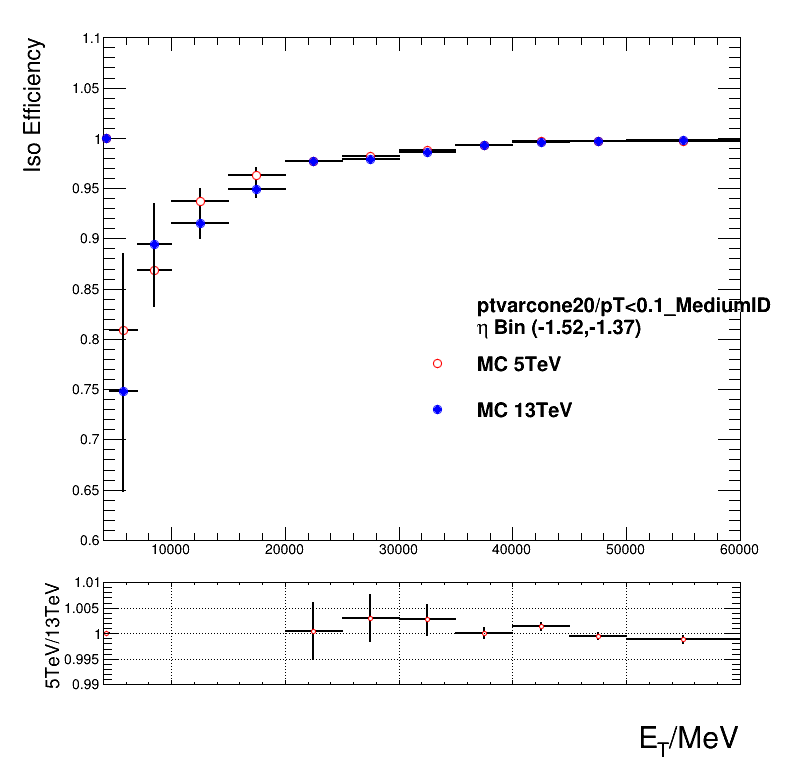 Iso Efficiency
1.1
1.05
1
0.95
0.9
0.85
0.8
0.75
0.7
0.65
0.6
ptvarcone20/pT<0.1_MediumID
η Bin (-1.52,-1.37)
MC 5TeV
MC 13TeV
10000 20000 30000 40000 50000 60000
5TeV/13TeV
1.01
1.005
1
0.995
0.99
E_T/MeV